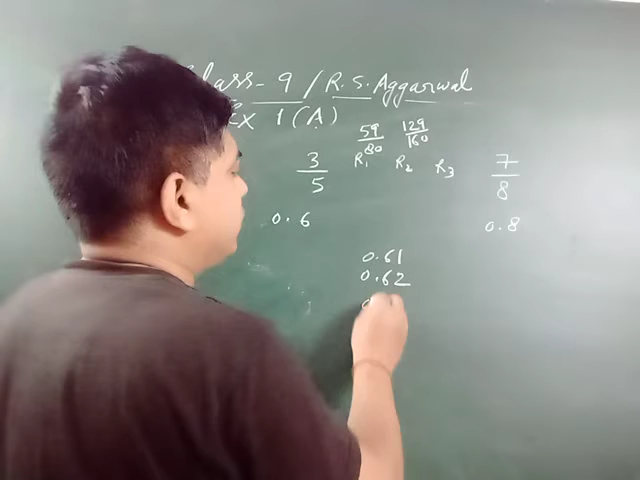 Class-9 / R.S. Aggarwal
Ex 1(A)
59/80 129/160
3/5 R1 R2 R3 7/8
0.6 0.8
0.61
0.62